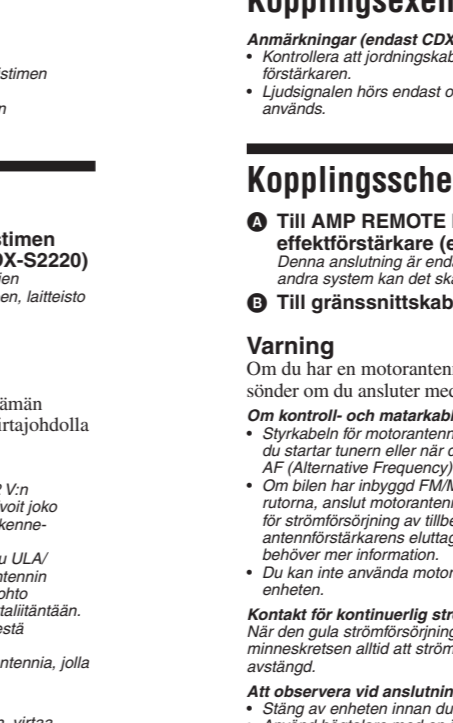 stimen
n
stimen
DX-S2220)
jen
en, laitteisto
ämän
irtajohdolla
V:n
voit joko
kenne-
u ULA/
ntennin
ohto
taliitäntään.
estä
ntennia, jolla
virtaa
Kopplingsexen
Anmärkningar (endast CDX
• Kontrollera att jordningskab
förstärkaren.
• Ljudsignalen hörs endast o
används.
Kopplingssche
A Till AMP REMOTE
effektförstärkare (e
Denna anslutning är enda
andra system kan det ska
B Till gränssnittskab
Varning
Om du har en motorantenn
sönder om du ansluter med
Om kontroll- och matarkabl
• Styrkabeln för motorantenn
du startar tunern eller när d
AF (Alternative Frequency)
• Om bilen har inbyggd FM/M
rutorna, anslut motorantenn
för strömförsörjning av tillbe
antennförstärkarens eluttag
behöver mer information.
• Du kan inte använda motor
enheten.
Kontakt för kontinuerlig strö
När den gula strömförsörjning
minneskretsen alltid att ström
avstängd.
Att observera vid anslutnin
• Stäng av enheten innan du